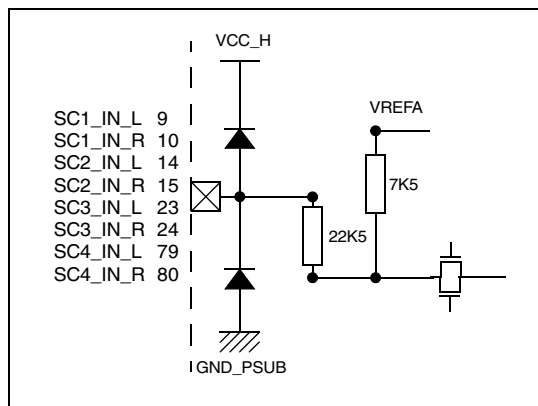 VCC_H
SC1_IN_L 9
SC1_IN_R 10
SC2_IN_L 14
SC2_IN_R 15
SC3_IN_L 23
SC3_IN_R 24
SC4_IN_L 79
SC4_IN_R 80
VREFA
7K5
22K5
GND_PSUB